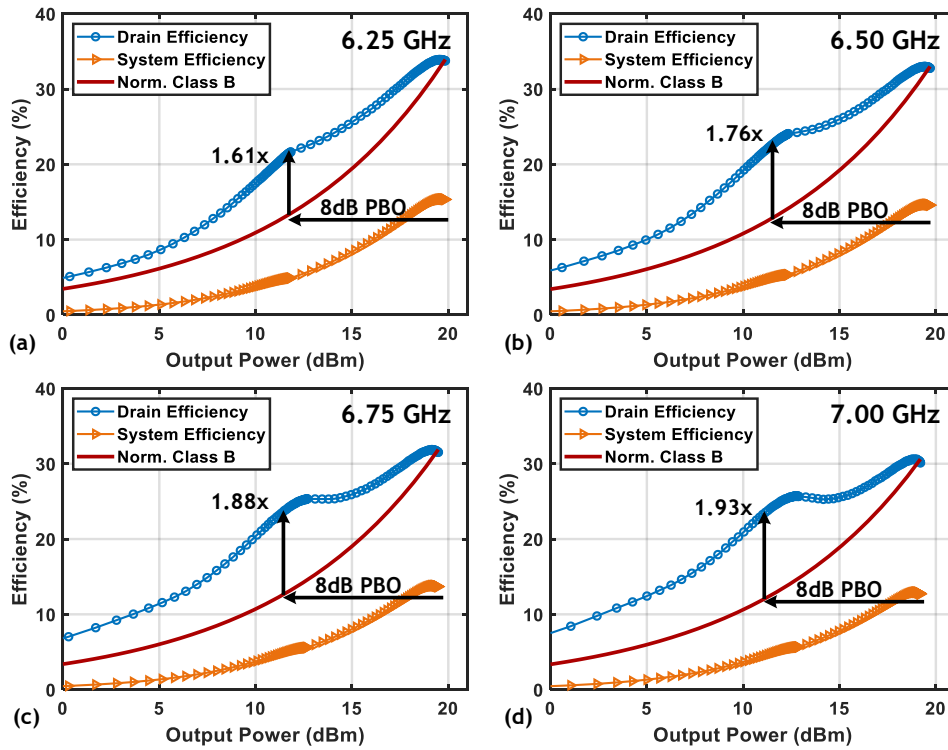 40
30
20
10
0
Efficiency (%)
Drain Efficiency
System Efficiency
Norm. Class B
6.25 GHz
1.61x
8dB PBO
0 5 10 15 20
Output Power (dBm)
(a)
40
30
20
10
0
Efficiency (%)
Drain Efficiency
System Efficiency
Norm. Class B
6.50 GHz
1.76x
8dB PBO
0 5 10 15 20
Output Power (dBm)
(b)
40
30
20
10
0
Efficiency (%)
Drain Efficiency
System Efficiency
Norm. Class B
6.75 GHz
1.88x
8dB PBO
0 5 10 15 20
Output Power (dBm)
(c)
40
30
20
10
0
Efficiency (%)
Drain Efficiency
System Efficiency
Norm. Class B
7.00 GHz
1.93x
8dB PBO
0 5 10 15 20
Output Power (dBm)
(d)